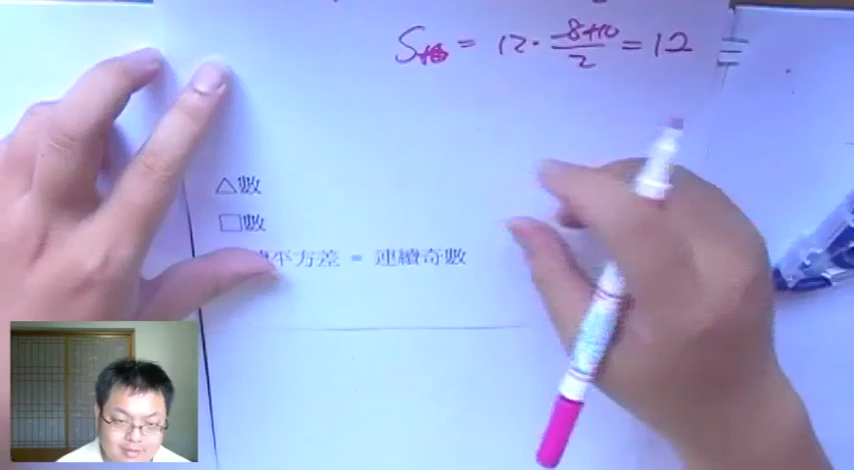 S = 12 · (-8+10)/2 = 12
△數
□數
平方差 = 連續奇數